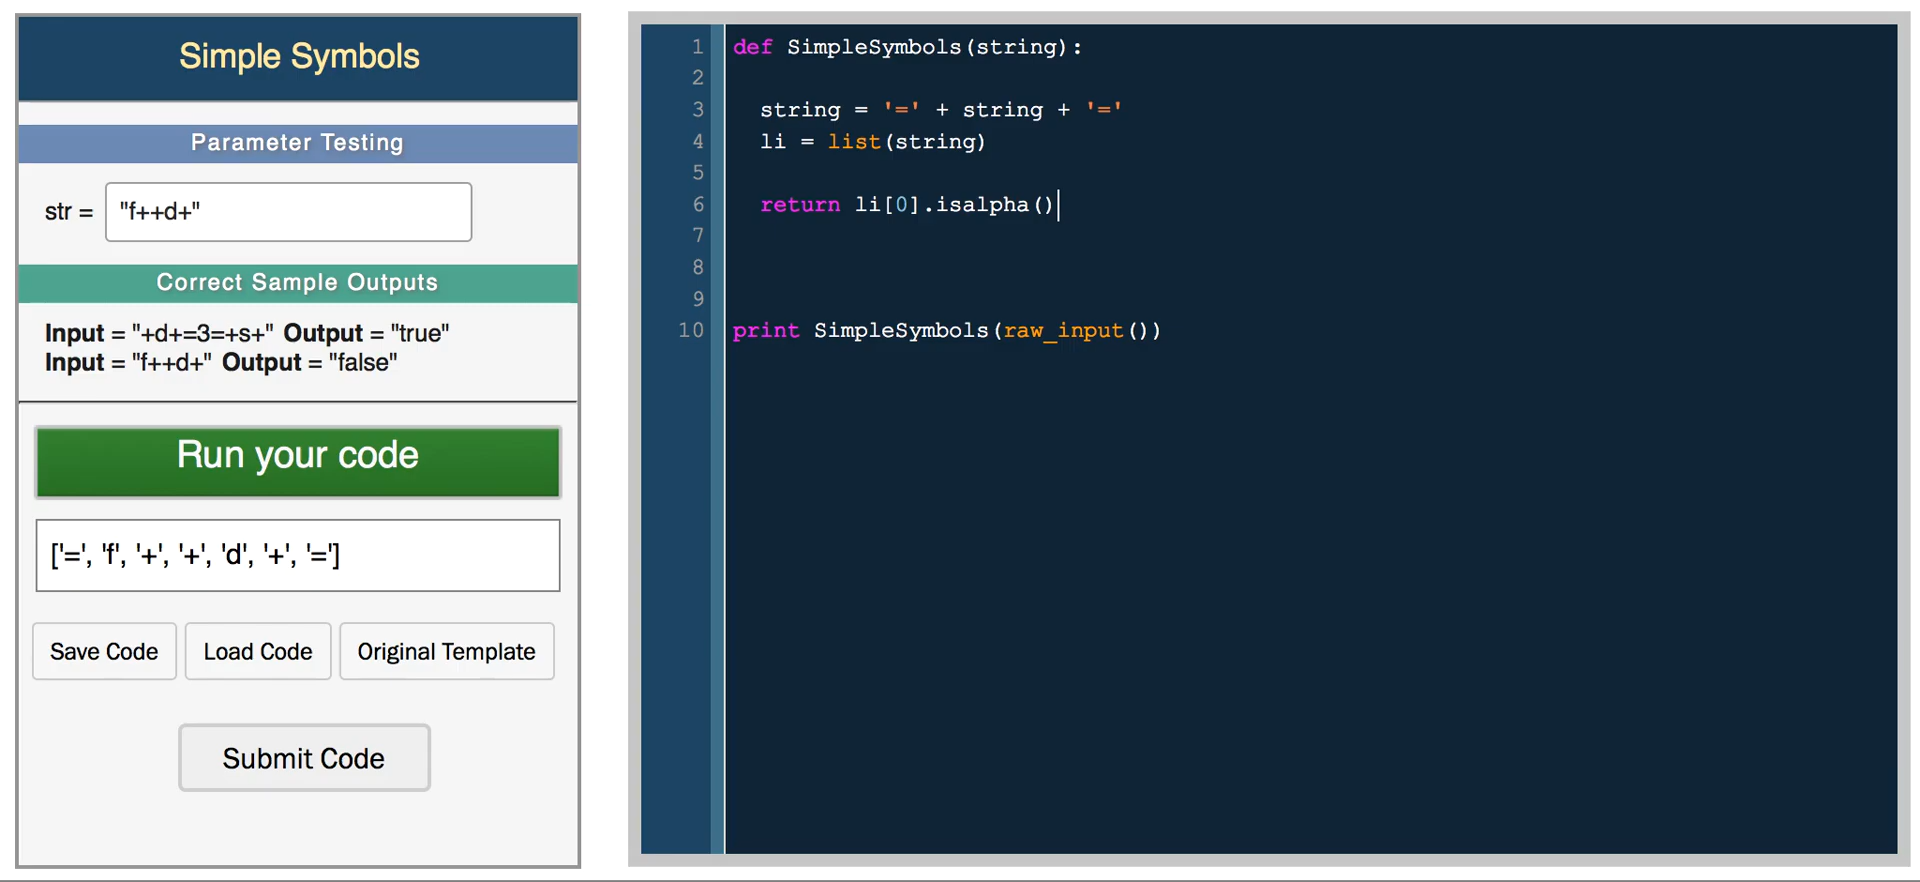 Simple Symbols
Parameter Testing
str = "f++d+"
Correct Sample Outputs
Input = "+d+=3=+s+" Output = "true"
Input = "f++d+" Output = "false"
Run your code
['=', 'f', '+', '+', 'd', '+', '=']
Save Code Load Code Original Template
Submit Code
1 def SimpleSymbols(string):
2
3 string = '=' + string + '='
4 li = list(string)
5
6 return li[0].isalpha()
7
8
9
10 print SimpleSymbols(raw_input())